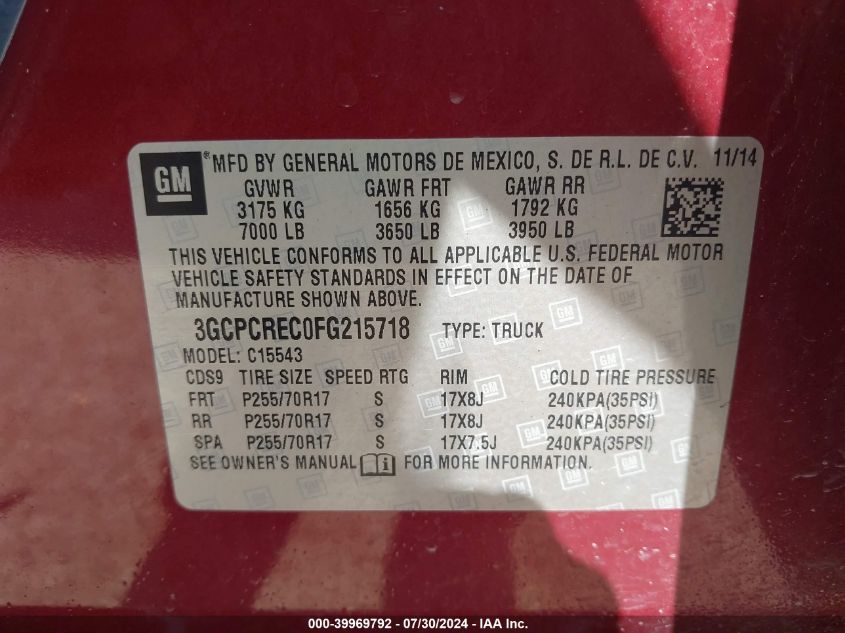 GM ® MFD BY GENERAL MOTORS DE MEXICO, S. DE R.L. DE C.V. 11/14
GVWR GAWR FRT GAWR RR
3175 KG 1656 KG 1792 KG
7000 LB 3650 LB 3950 LB
THIS VEHICLE CONFORMS TO ALL APPLICABLE U.S. FEDERAL MOTOR
VEHICLE SAFETY STANDARDS IN EFFECT ON THE DATE OF
MANUFACTURE SHOWN ABOVE.
3GCPCREC0FG215718 TYPE: TRUCK
MODEL: C15543
CDS9 TIRE SIZE SPEED RTG RIM COLD TIRE PRESSURE
FRT P255/70R17 S 17X8J 240KPA(35PSI)
RR P255/70R17 S 17X8J 240KPA(35PSI)
SPA P255/70R17 S 17X7.5J 240KPA(35PSI)
SEE OWNER'S MANUAL FOR MORE INFORMATION.
000-39969792 - 07/30/2024 - IAA Inc.